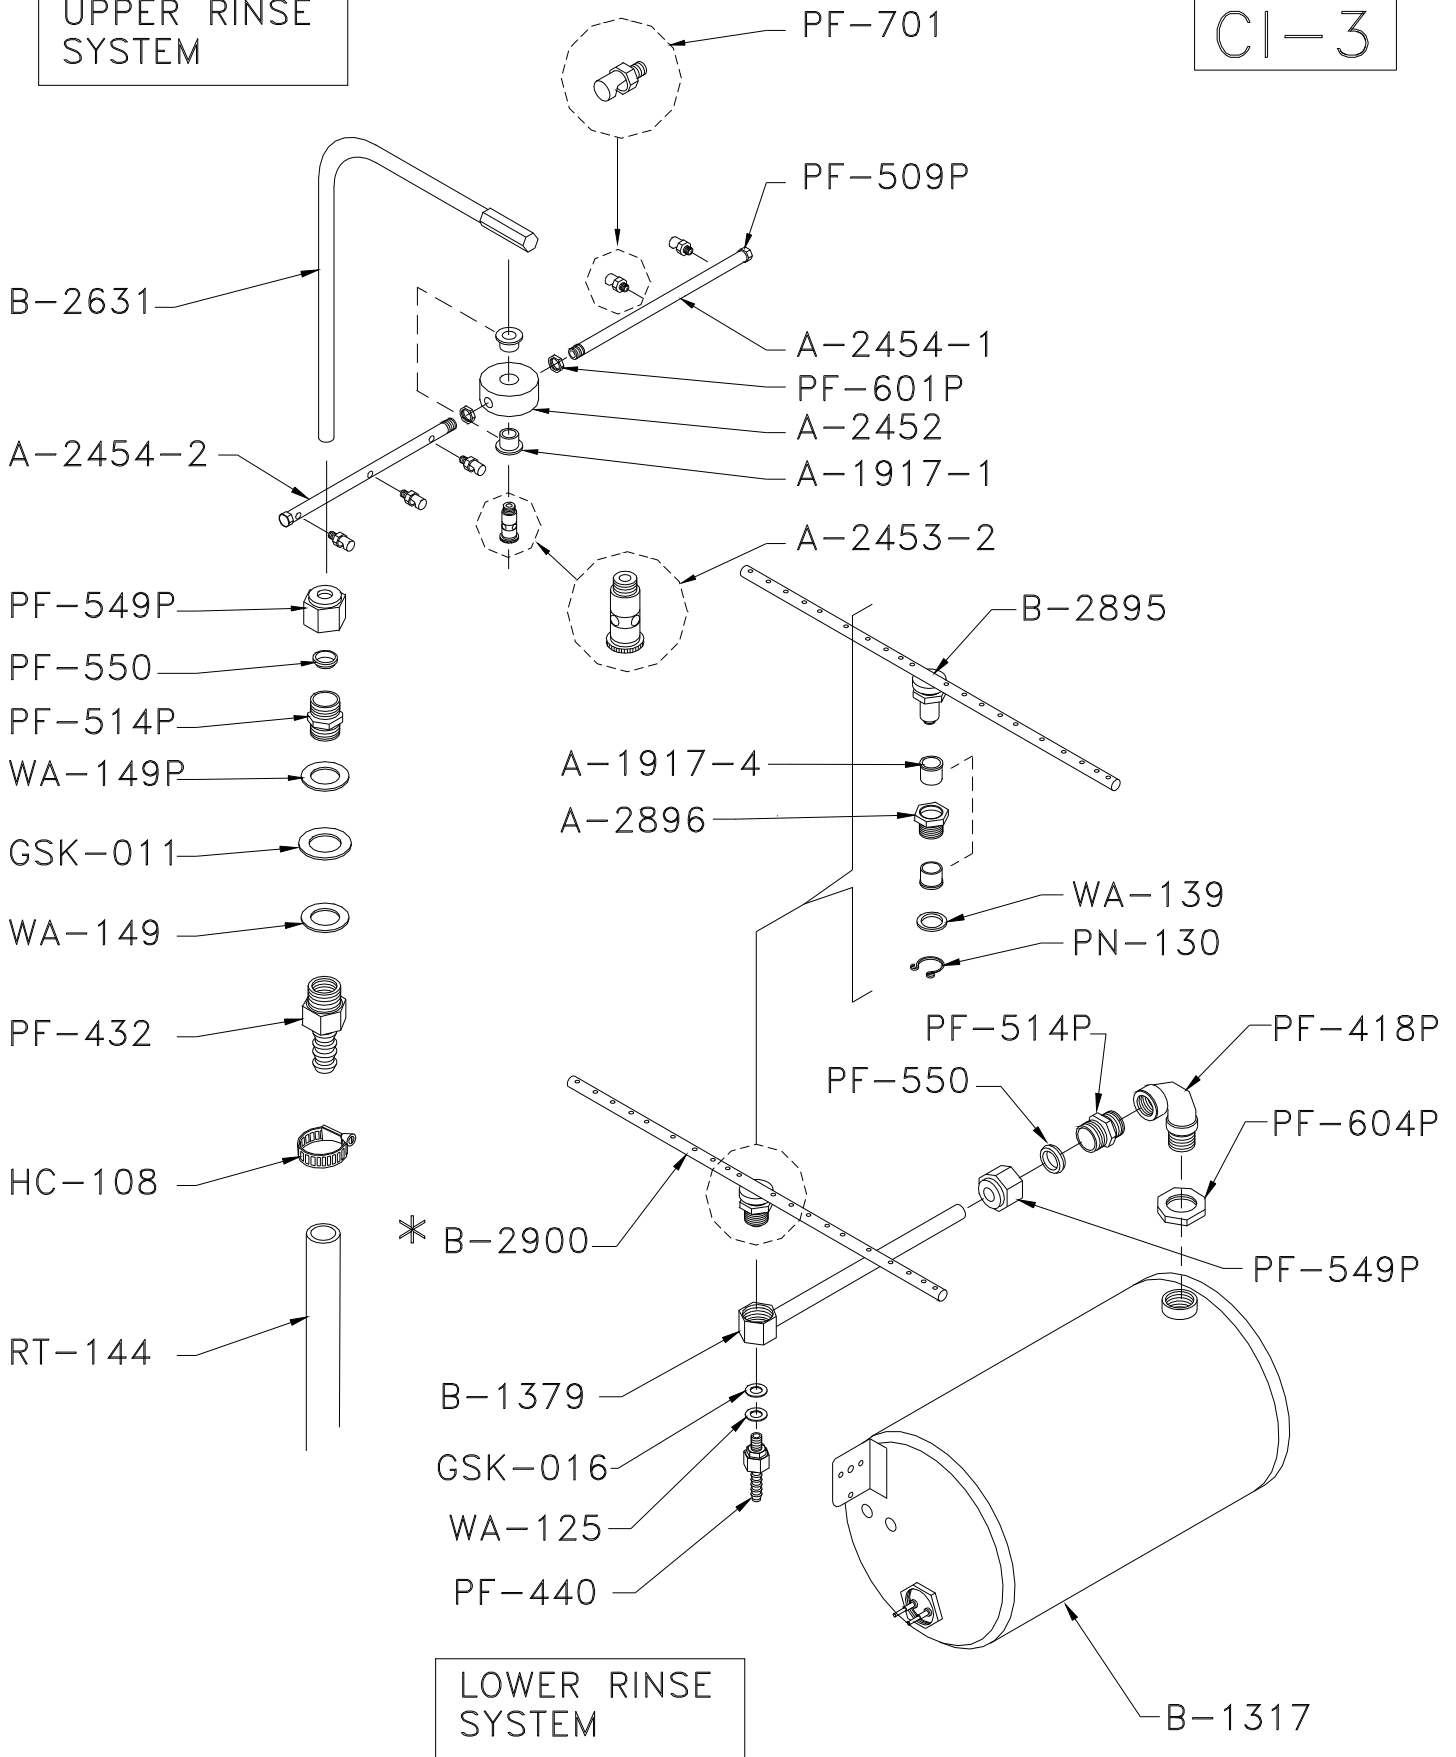 UPPER RINSE
SYSTEM
CI-3
PF-701
PF-509P
B-2631
A-2454-1
PF-601P
A-2452
A-2454-2
A-1917-1
A-2453-2
PF-549P
B-2895
PF-550
PF-514P
WA-149P
A-1917-4
A-2896
GSK-011
WA-139
WA-149
PN-130
PF-432
PF-514P
PF-418P
PF-550
PF-604P
HC-108
* B-2900
PF-549P
RT-144
B-1379
GSK-016
WA-125
PF-440
LOWER RINSE
SYSTEM
B-1317